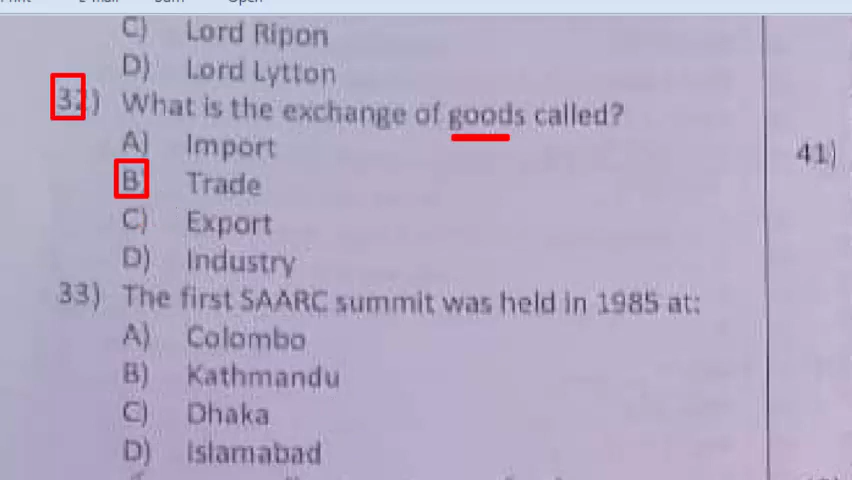 C) Lord Ripon
D) Lord Lytton
32) What is the exchange of goods called?
A) Import
B) Trade
C) Export
D) Industry
33) The first SAARC summit was held in 1985 at:
A) Colombo
B) Kathmandu
C) Dhaka
D) Islamabad
41)